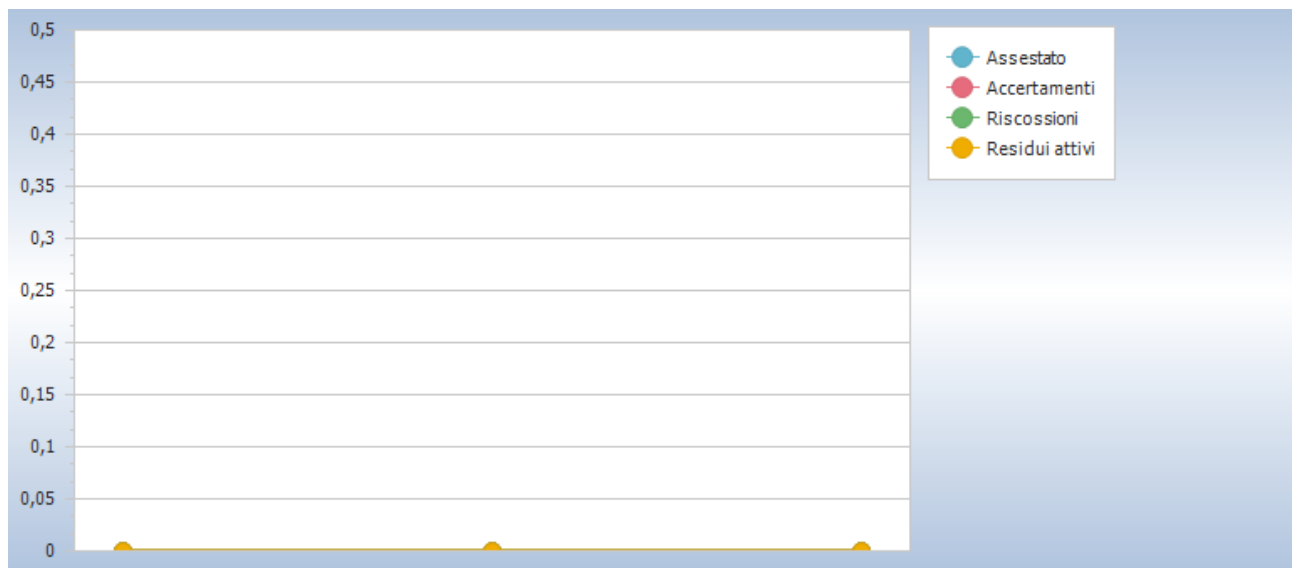 0,5
0,45
0,4
0,35
0,3
0,25
0,2
0,15
0,1
0,05
0
Assestato
Accertamenti
Riscossioni
Residui attivi